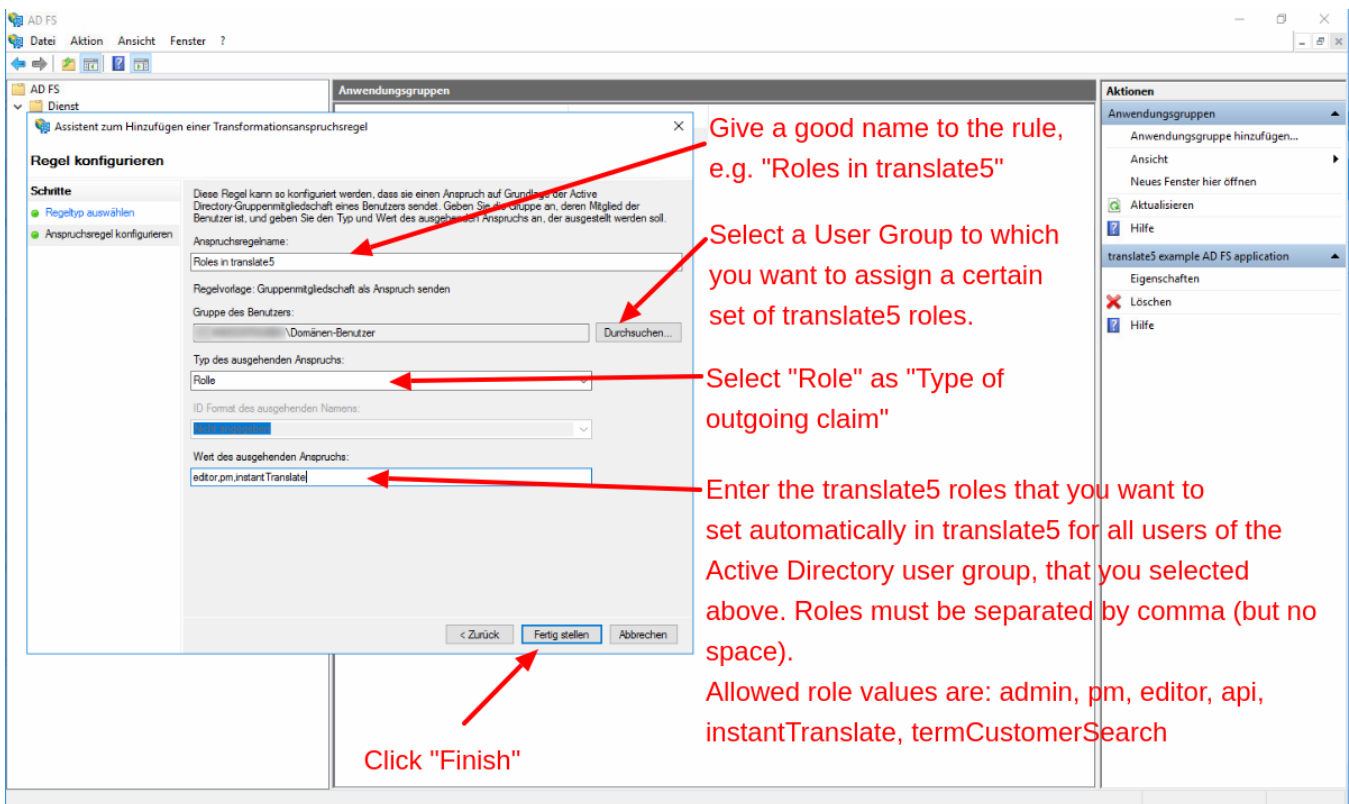 AD FS
Datei Aktion Ansicht Fenster ?
AD FS
Dienst
Anwendungsgruppen
Assistent zum Hinzufügen einer Transformationsanspruchsregel
Regel konfigurieren
Schritte
Regeltyp auswählen
Anspruchsregel konfigurieren
Diese Regel kann so konfiguriert werden, dass sie einen Anspruch auf Grundlage der Active
Directory-Gruppenmitgliedschaft eines Benutzers sendet. Geben Sie die Gruppe an, deren Mitglied der
Benutzer ist, und geben Sie den Typ und Wert des ausgehenden Anspruchs an, der ausgestellt werden soll.
Anspruchsregelname:
Roles in translate5
Regelvorlage: Gruppenmitgliedschaft als Anspruch senden
Gruppe des Benutzers:
\Domänen-Benutzer
Durchsuchen...
Typ des ausgehenden Anspruchs:
Rolle
ID Format des ausgehenden Namens:
Nicht angegeben
Wert des ausgehenden Anspruchs:
editor,pm,instantTranslate
< Zurück
Fertig stellen
Abbrechen
Give a good name to the rule,
e.g. "Roles in translate5"
Select a User Group to which
you want to assign a certain
set of translate5 roles.
Select "Role" as "Type of
outgoing claim"
Enter the translate5 roles that you want to
set automatically in translate5 for all users of the
Active Directory user group, that you selected
above. Roles must be separated by comma (but no
space).
Allowed role values are: admin, pm, editor, api,
instantTranslate, termCustomerSearch
Click "Finish"
Aktionen
Anwendungsgruppen
Anwendungsgruppe hinzufügen...
Ansicht
Neues Fenster hier öffnen
Aktualisieren
Hilfe
translate5 example AD FS application
Eigenschaften
Löschen
Hilfe